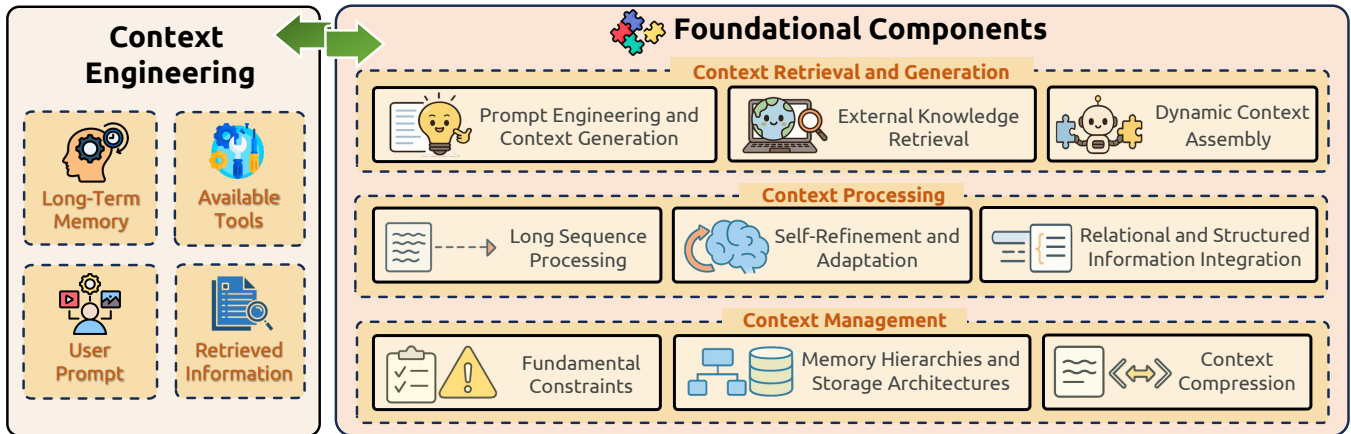 Context
Engineering
Long-Term
Memory
Available
Tools
User
Prompt
Retrieved
Information
Foundational Components
Context Retrieval and Generation
Prompt Engineering and
Context Generation
External Knowledge
Retrieval
Dynamic Context
Assembly
Context Processing
Long Sequence
Processing
Self-Refinement and
Adaptation
Relational and Structured
Information Integration
Context Management
Fundamental
Constraints
Memory Hierarchies and
Storage Architectures
Context
Compression